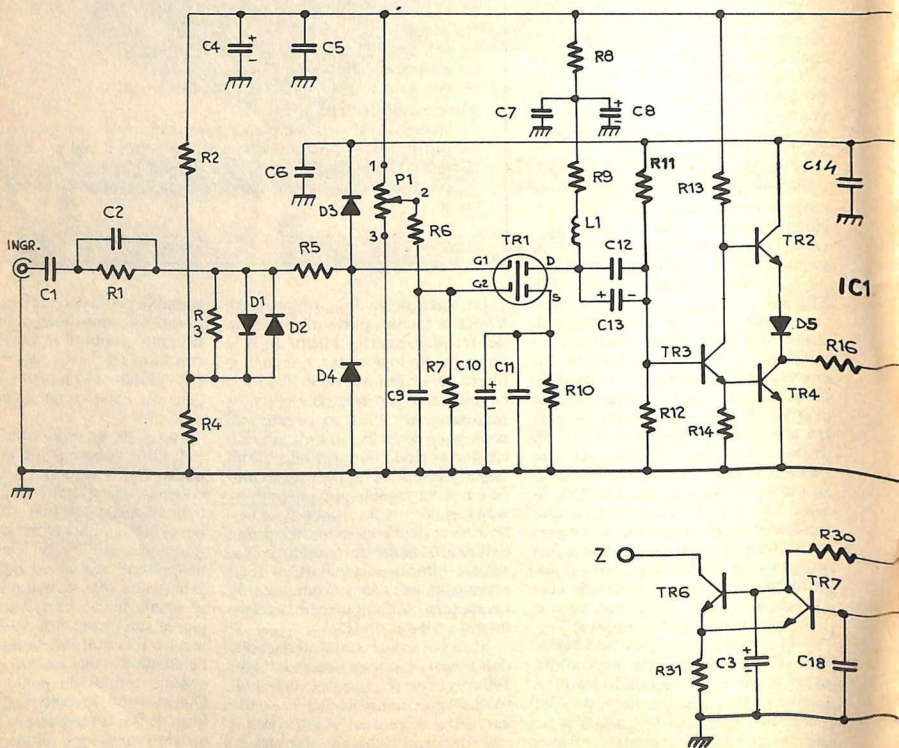 C4 + -
C5
R8
C7
C8 + -
R2
C6
1
P1
2
3
D3
R9
R11
R13
C14
C2
INGR.
C1
R1
R5
R6
TR1
L1
C12
TR2
G1
D
G2
S
IC1
R3
D1
D2
+ -
C13
D5
R16
TR3
TR4
D4
R7
C10 + -
C11
C9
R10
R4
R12
R14
R30
Z
TR6
TR7
R31
C3 +
C18